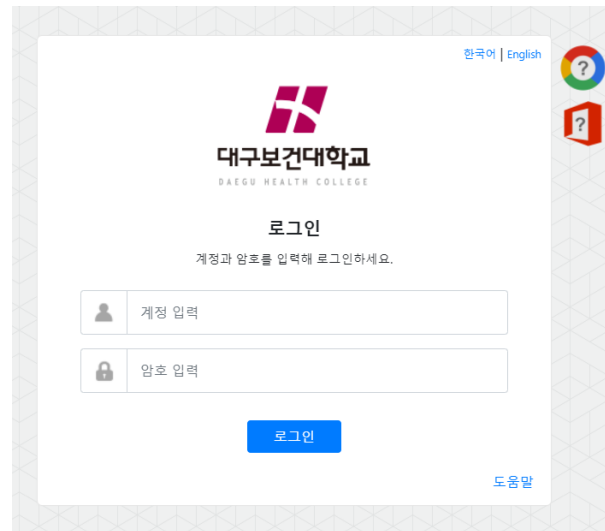 한국어 | English
?
?
대구보건대학교
DAEGU HEALTH COLLEGE
로그인
계정과 암호를 입력해 로그인하세요.
계정 입력
암호 입력
로그인
도움말